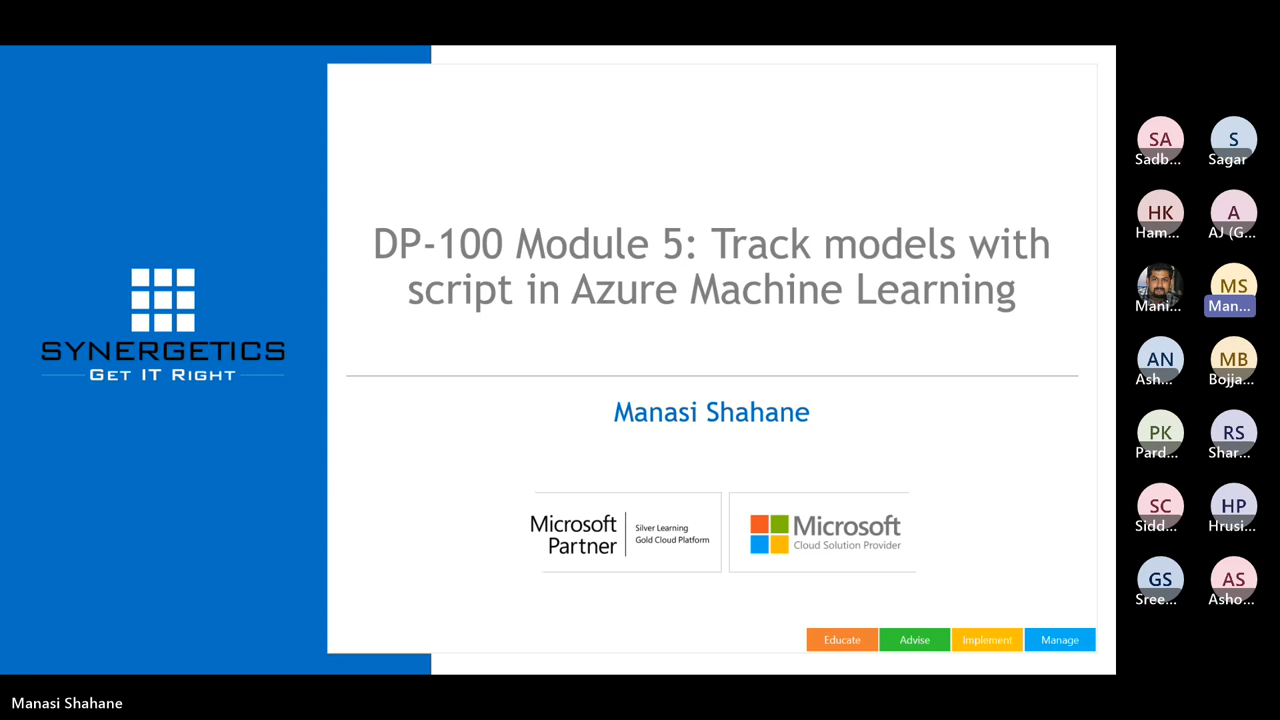 DP-100 Module 5: Track models with
script in Azure Machine Learning
SYNERGETICS
GET IT RIGHT
Manasi Shahane
Microsoft
Partner
Silver Learning
Gold Cloud Platform
Microsoft
Cloud Solution Provider
Educate
Advise
Implement
Manage
SA
Sadb...
S
Sagar
HK
Ham...
A
AJ (G...
Mani...
MS
Man...
AN
Ash...
MB
Bojja...
PK
Pard...
RS
Shar...
SC
Sidd...
HP
Hrusi...
GS
Sree...
AS
Asho...
Manasi Shahane